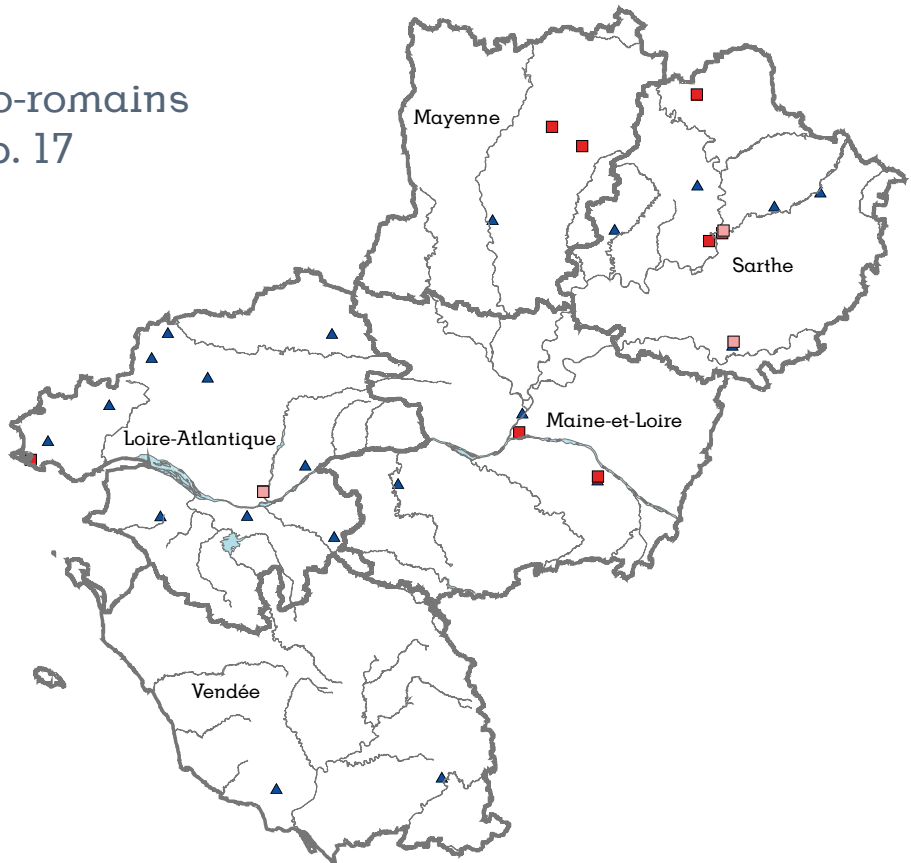 o-romains
p. 17
Mayenne
Sarthe
Maine-et-Loire
Loire-Atlantique
Vendée